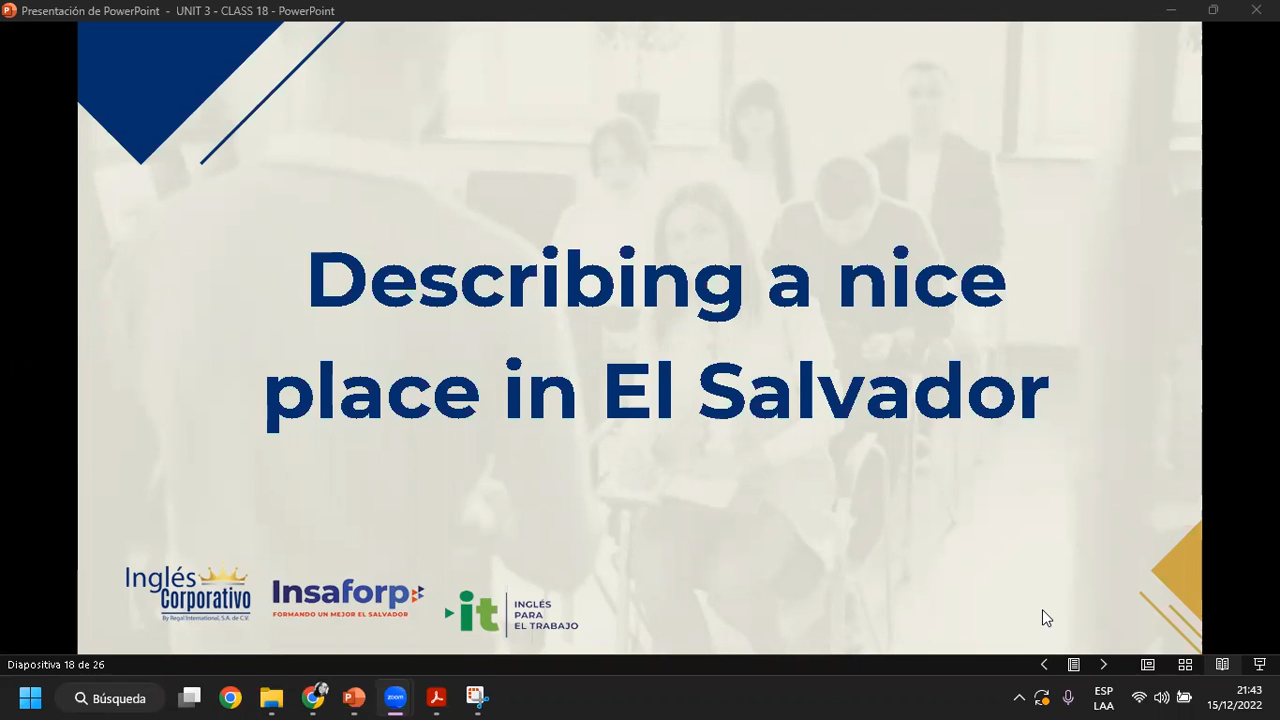 Presentación de PowerPoint - UNIT 3 - CLASS 18 - PowerPoint
Describing a nice
place in El Salvador
Inglés
Corporativo
By Regal International, S.A. de C.V.
Insaforp
FORMANDO UN MEJOR EL SALVADOR
it
INGLÉS
PARA
EL TRABAJO
Diapositiva 18 de 26
Búsqueda
zoom
ESP
LAA
21:43
15/12/2022